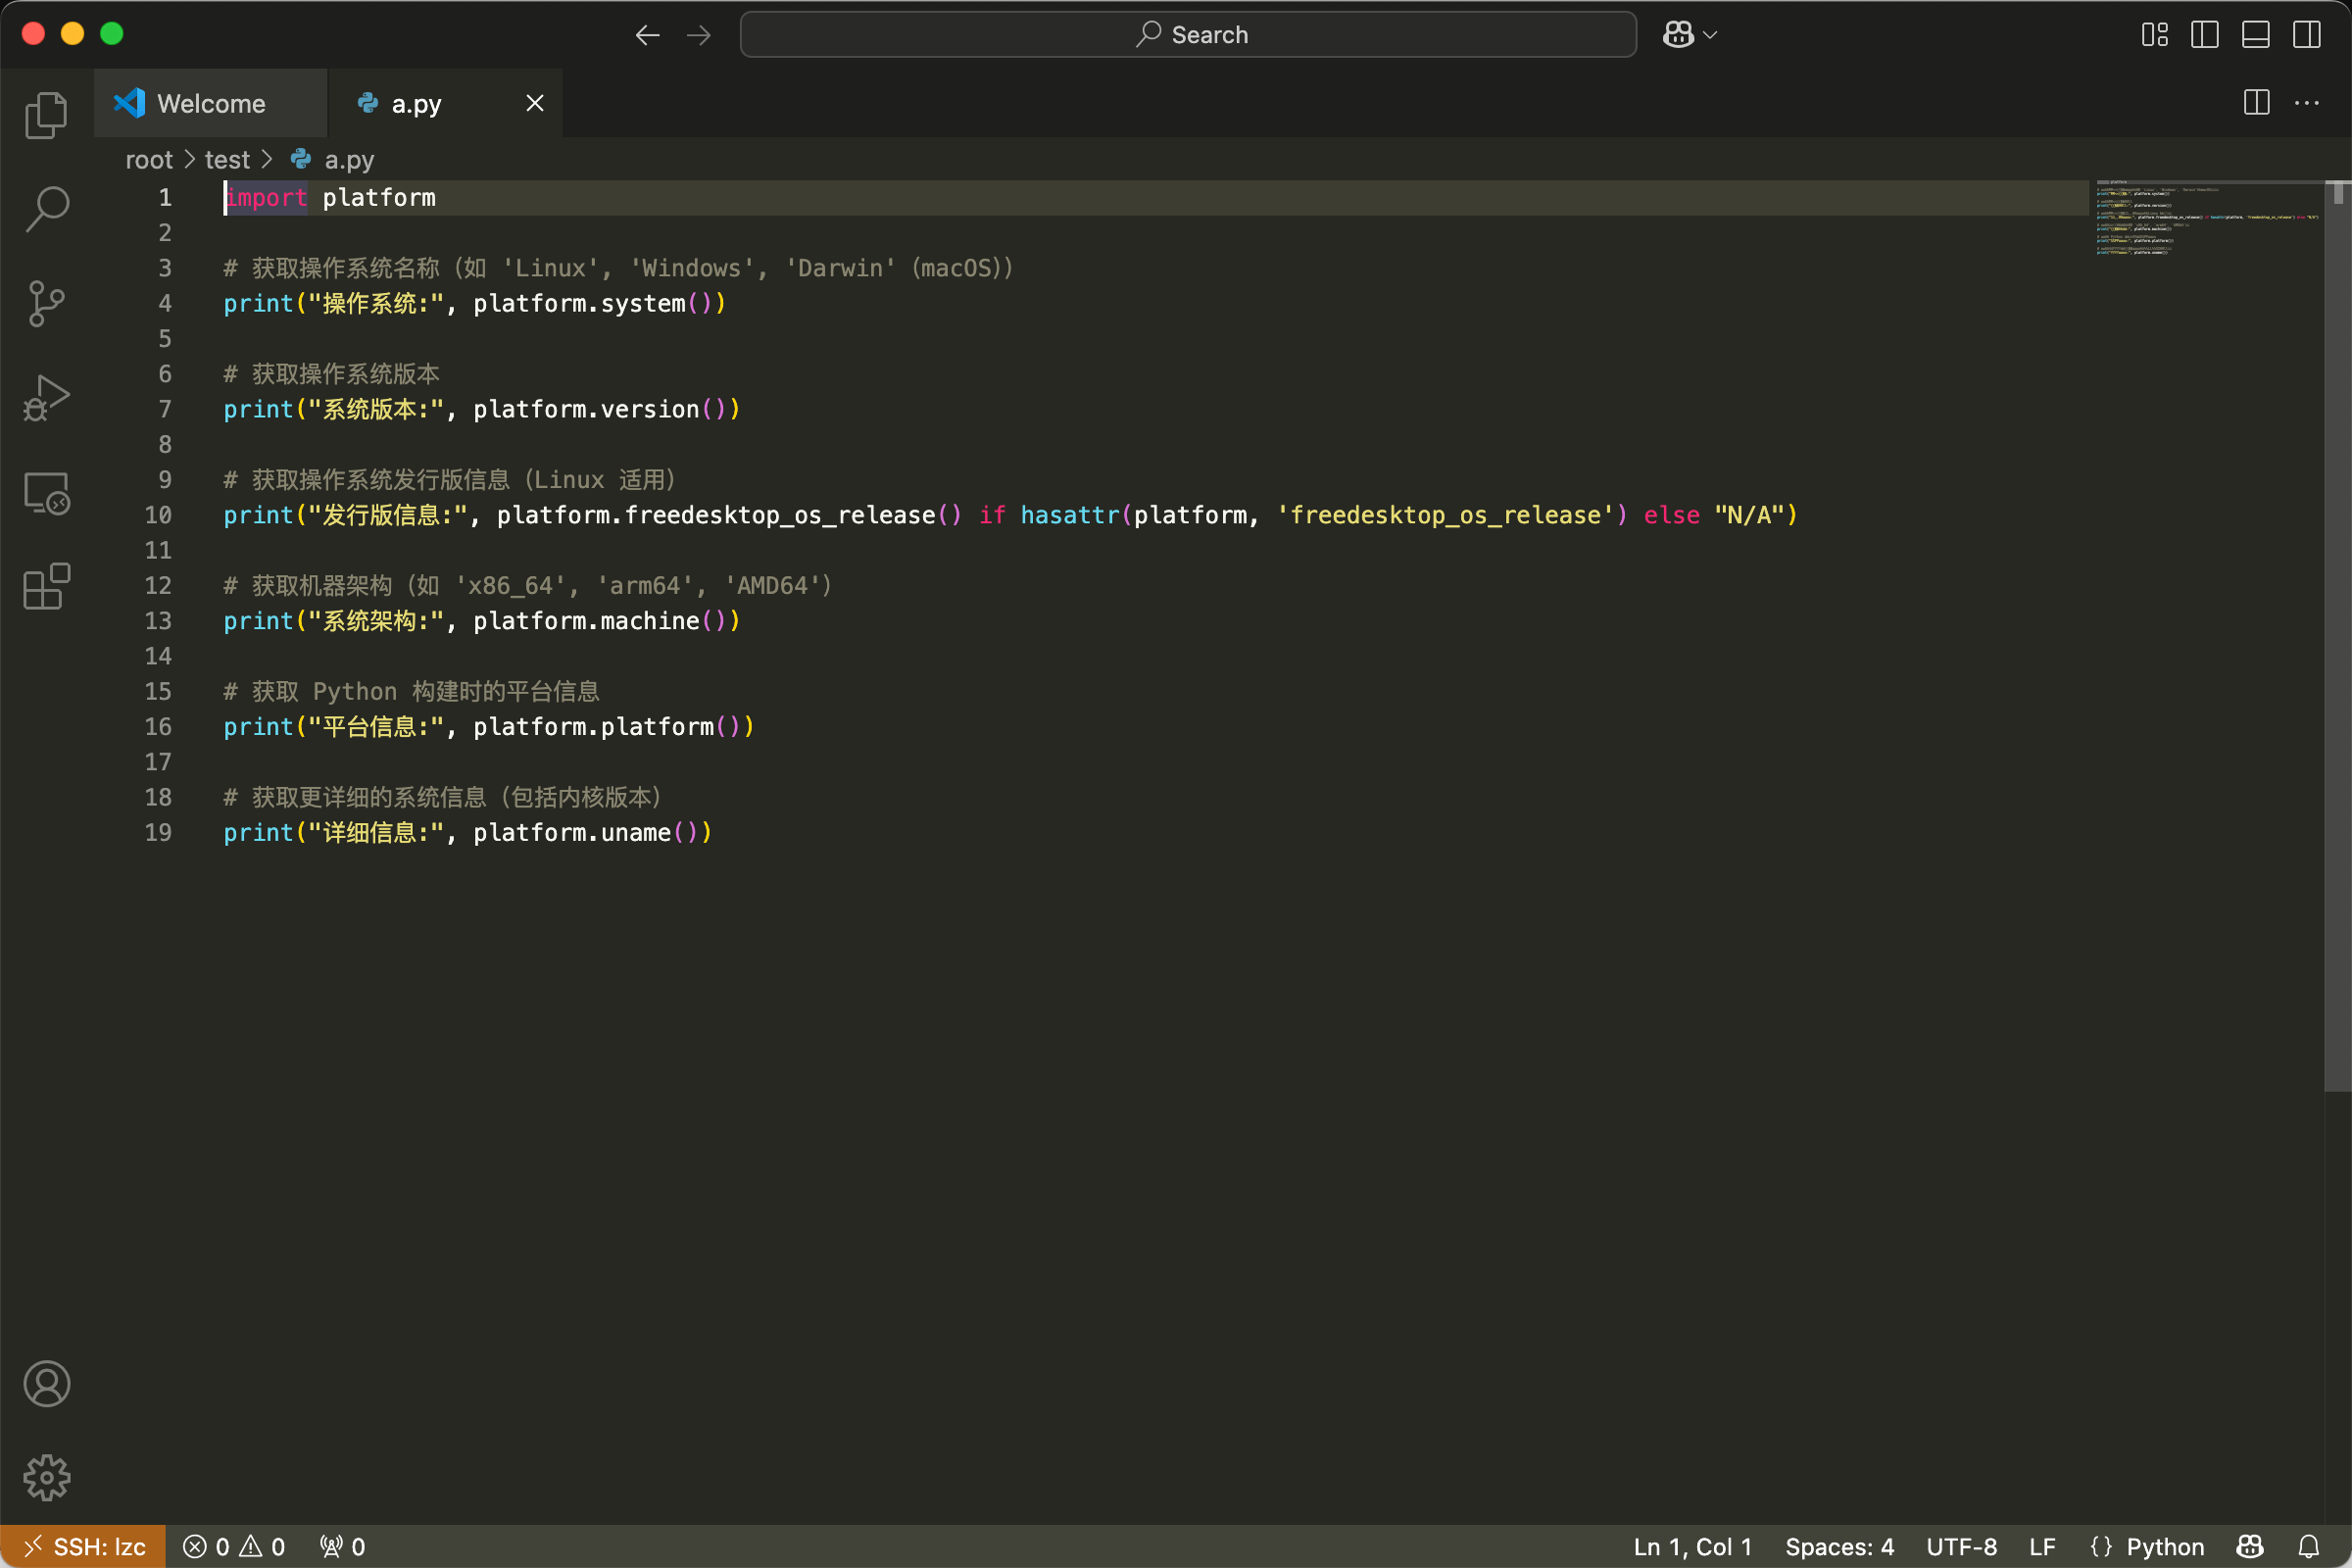 Search
Welcome
a.py
root > test > a.py
1 import platform
2
3 # 获取操作系统名称（如 'Linux', 'Windows', 'Darwin'（macOS））
4 print("操作系统:", platform.system())
5
6 # 获取操作系统版本
7 print("系统版本:", platform.version())
8
9 # 获取操作系统发行版信息（Linux 适用）
10 print("发行版信息:", platform.freedesktop_os_release() if hasattr(platform, 'freedesktop_os_release') else "N/A")
11
12 # 获取机器架构（如 'x86_64', 'arm64', 'AMD64'）
13 print("系统架构:", platform.machine())
14
15 # 获取 Python 构建时的平台信息
16 print("平台信息:", platform.platform())
17
18 # 获取更详细的系统信息（包括内核版本）
19 print("详细信息:", platform.uname())
SSH: lzc 0 0 0 Ln 1, Col 1 Spaces: 4 UTF-8 LF {} Python